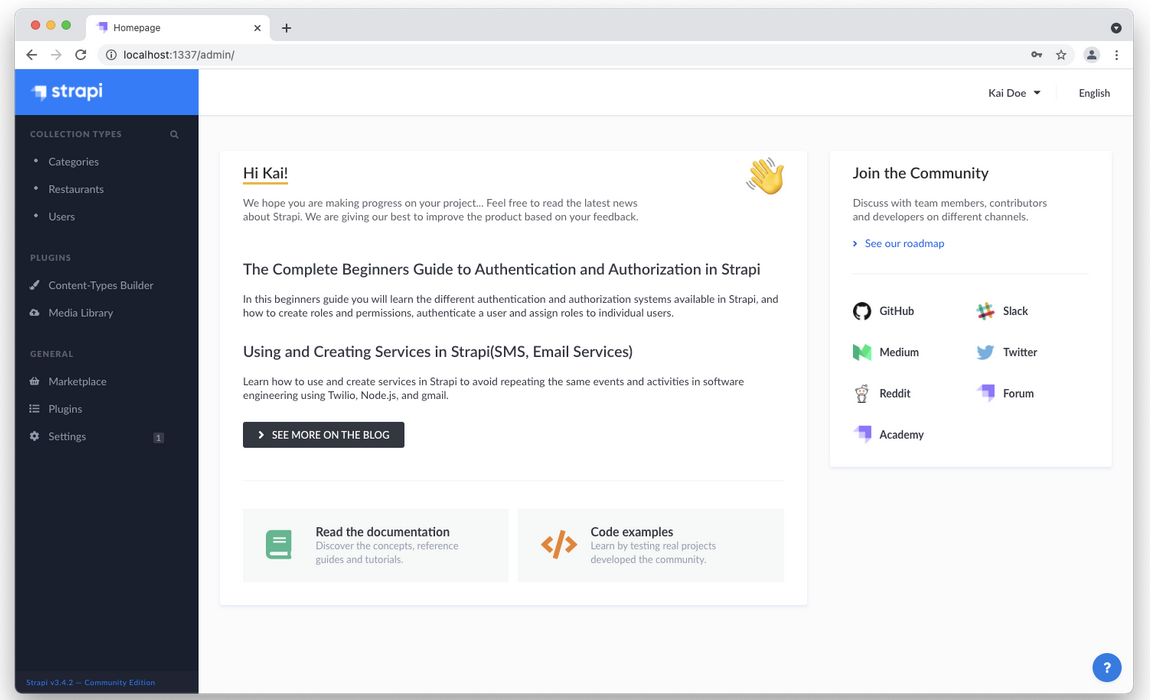 Homepage
localhost:1337/admin/
strapi
Kai Doe
English
COLLECTION TYPES
Categories
Restaurants
Users
PLUGINS
Content-Types Builder
Media Library
GENERAL
Marketplace
Plugins
Settings
1
Strapi v3.4.2 — Community Edition
Hi Kai!
We hope you are making progress on your project... Feel free to read the latest news
about Strapi. We are giving our best to improve the product based on your feedback.
The Complete Beginners Guide to Authentication and Authorization in Strapi
In this beginners guide you will learn the different authentication and authorization systems available in Strapi, and
how to create roles and permissions, authenticate a user and assign roles to individual users.
Using and Creating Services in Strapi(SMS, Email Services)
Learn how to use and create services in Strapi to avoid repeating the same events and activities in software
engineering using Twilio, Node.js, and gmail.
SEE MORE ON THE BLOG
Read the documentation
Discover the concepts, reference
guides and tutorials.
Code examples
Learn by testing real projects
developed the community.
Join the Community
Discuss with team members, contributors
and developers on different channels.
See our roadmap
GitHub
Slack
Medium
Twitter
Reddit
Forum
Academy
?